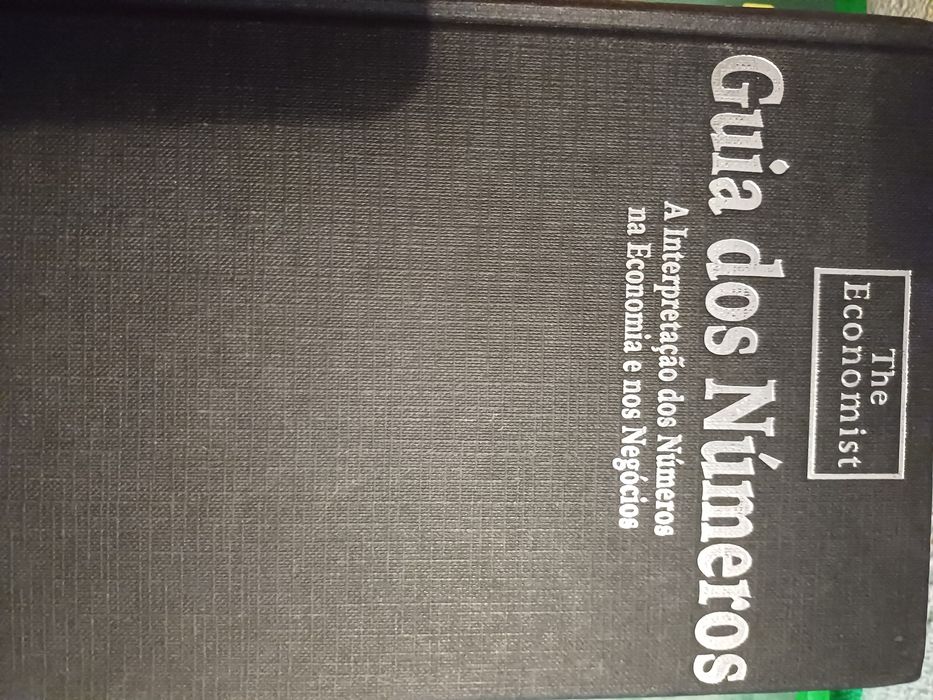 The
Economist
Guia dos Números
A Interpretação dos Números
na Economia e nos Negócios